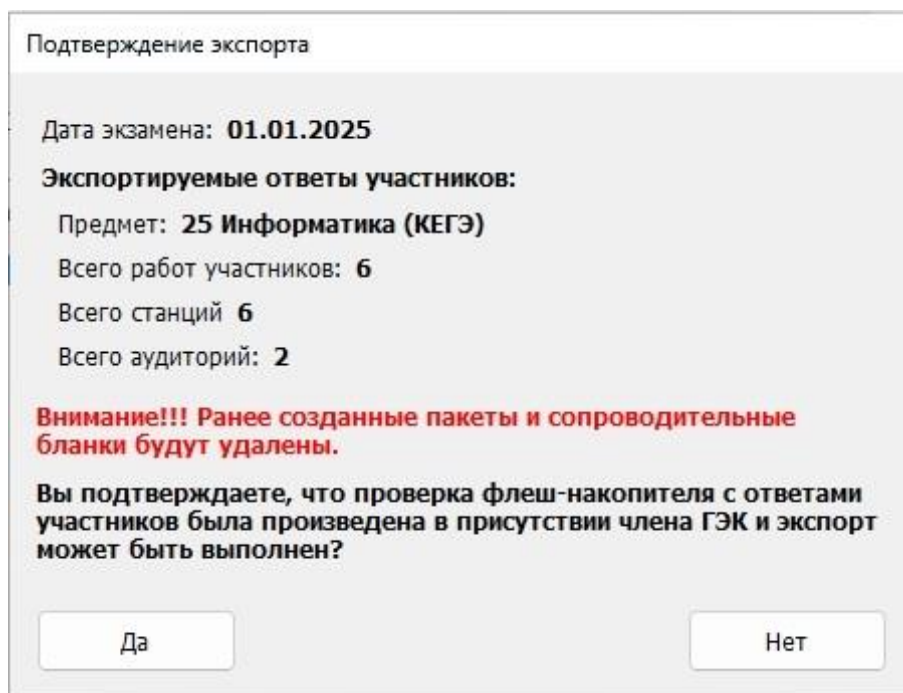 Подтверждение экспорта
Дата экзамена: 01.01.2025
Экспортируемые ответы участников:
Предмет: 25 Информатика (КЕГЭ)
Всего работ участников: 6
Всего станций 6
Всего аудиторий: 2
Внимание!!! Ранее созданные пакеты и сопроводительные
бланки будут удалены.
Вы подтверждаете, что проверка флеш-накопителя с ответами
участников была произведена в присутствии члена ГЭК и экспорт
может быть выполнен?
Да
Нет